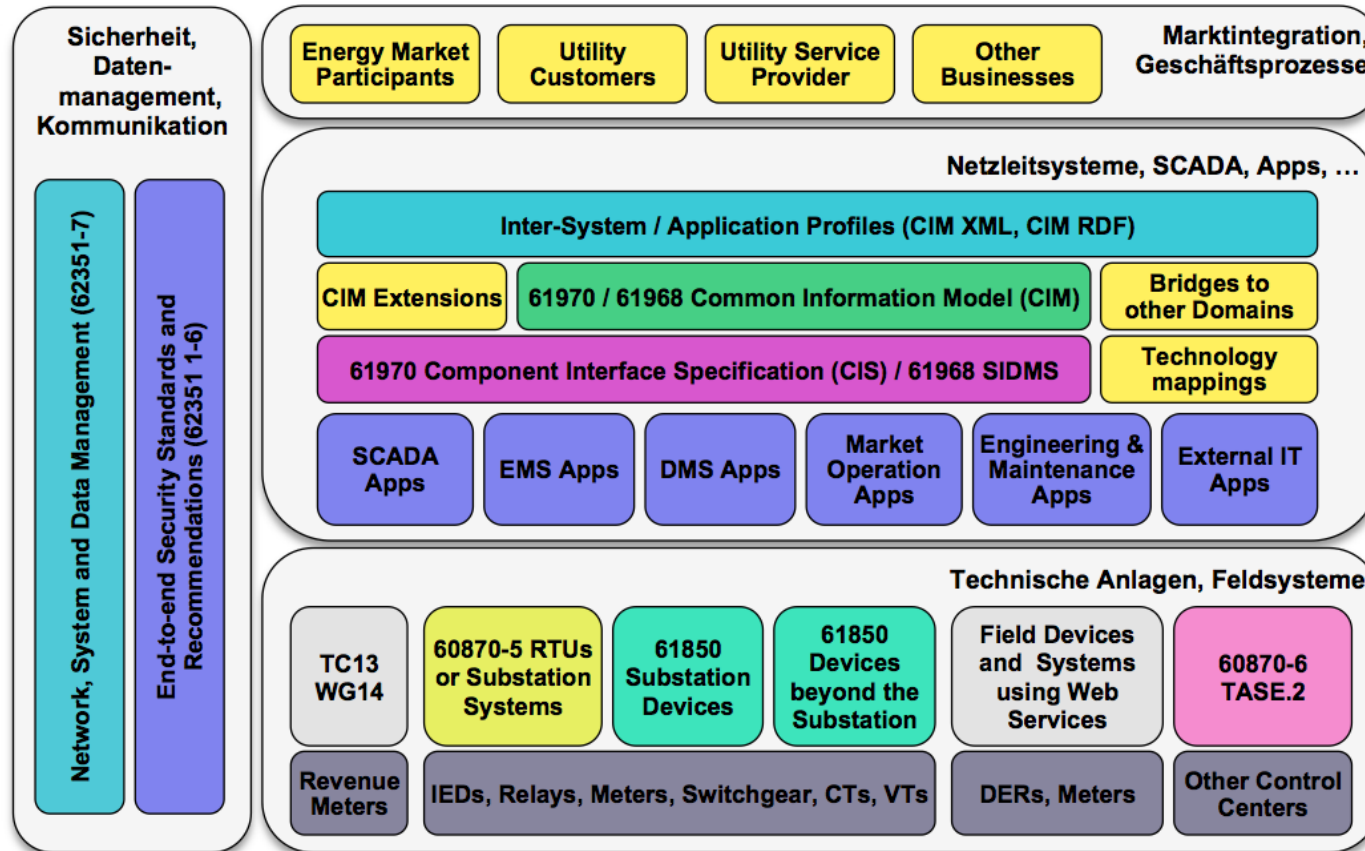 Sicherheit,
Daten-
management,
Kommunikation
Network, System and Data Management (62351-7)
End-to-end Security Standards and
Recommendations (62351 1-6)
Energy Market
Participants
Utility
Customers
Utility Service
Provider
Other
Businesses
Marktintegration,
Geschäftsprozesse
Netzleitsysteme, SCADA, Apps, ...
Inter-System / Application Profiles (CIM XML, CIM RDF)
CIM Extensions
61970 / 61968 Common Information Model (CIM)
Bridges to
other Domains
61970 Component Interface Specification (CIS) / 61968 SIDMS
Technology
mappings
SCADA
Apps
EMS Apps
DMS Apps
Market
Operation
Apps
Engineering &
Maintenance
Apps
External IT
Apps
Technische Anlagen, Feldsysteme
TC13
WG14
60870-5 RTUs
or Substation
Systems
61850
Substation
Devices
61850
Devices
beyond the
Substation
Field Devices
and Systems
using Web
Services
60870-6
TASE.2
Revenue
Meters
IEDs, Relays, Meters, Switchgear, CTs, VTs
DERs, Meters
Other Control
Centers